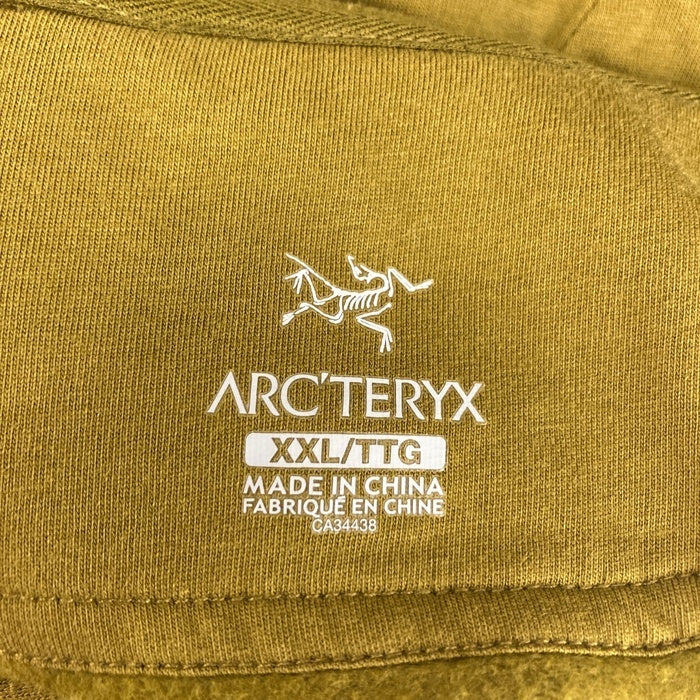 ARC'TERYX
XXL/TTG
MADE IN CHINA
FABRIQUÉ EN CHINE
CA34438